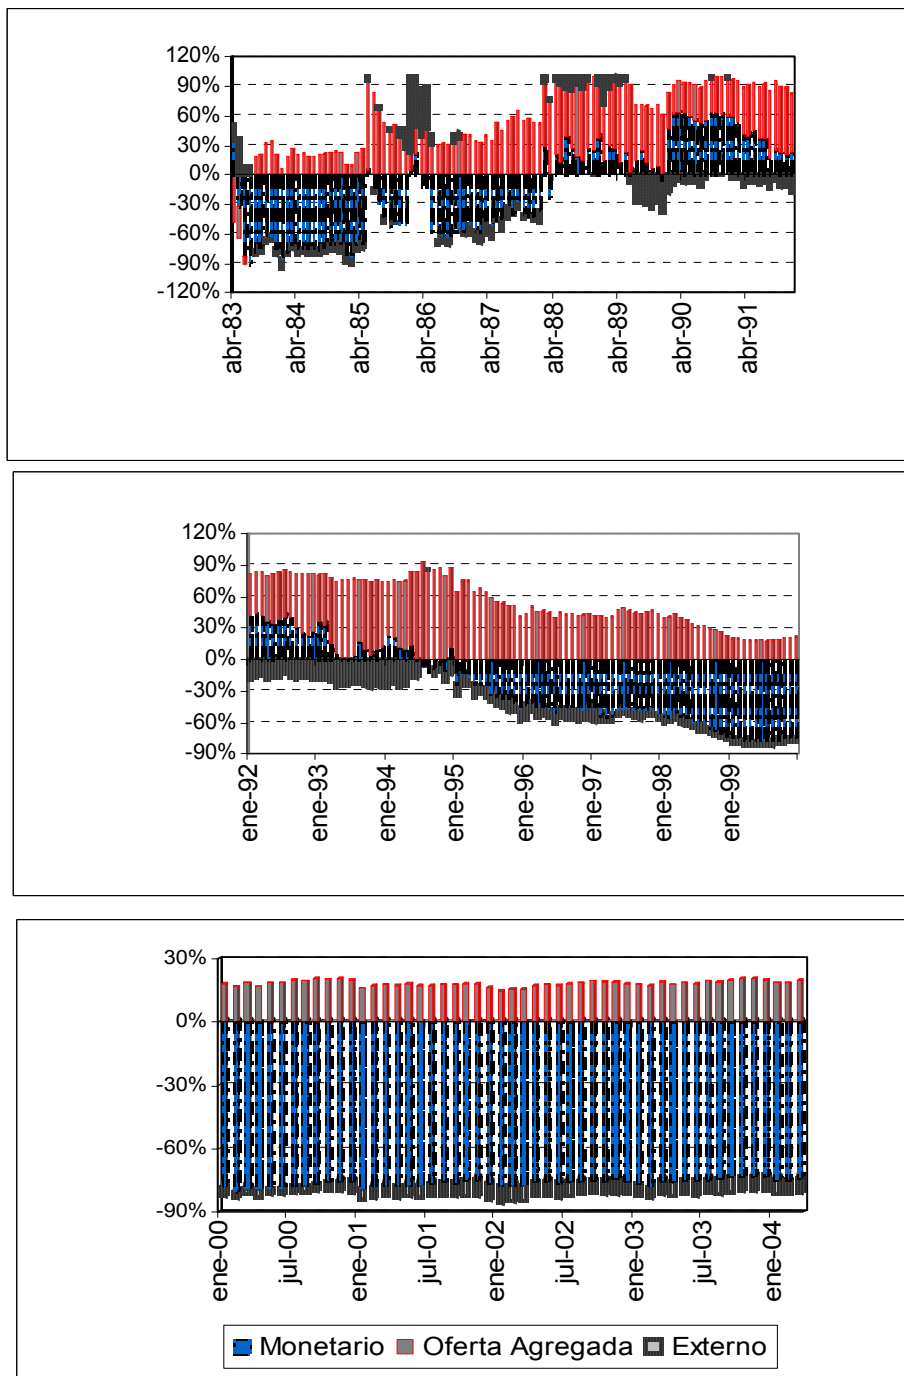 120%
90%
60%
30%
0%
-30%
-60%
-90%
-120%
abr-83
abr-84
abr-85
abr-86
abr-87
abr-88
abr-89
abr-90
abr-91
120%
90%
60%
30%
0%
-30%
-60%
-90%
ene-92
ene-93
ene-94
ene-95
ene-96
ene-97
ene-98
ene-99
30%
0%
-30%
-60%
-90%
ene-00
jul-00
ene-01
jul-01
ene-02
jul-02
ene-03
jul-03
ene-04
Monetario Oferta Agregada Externo